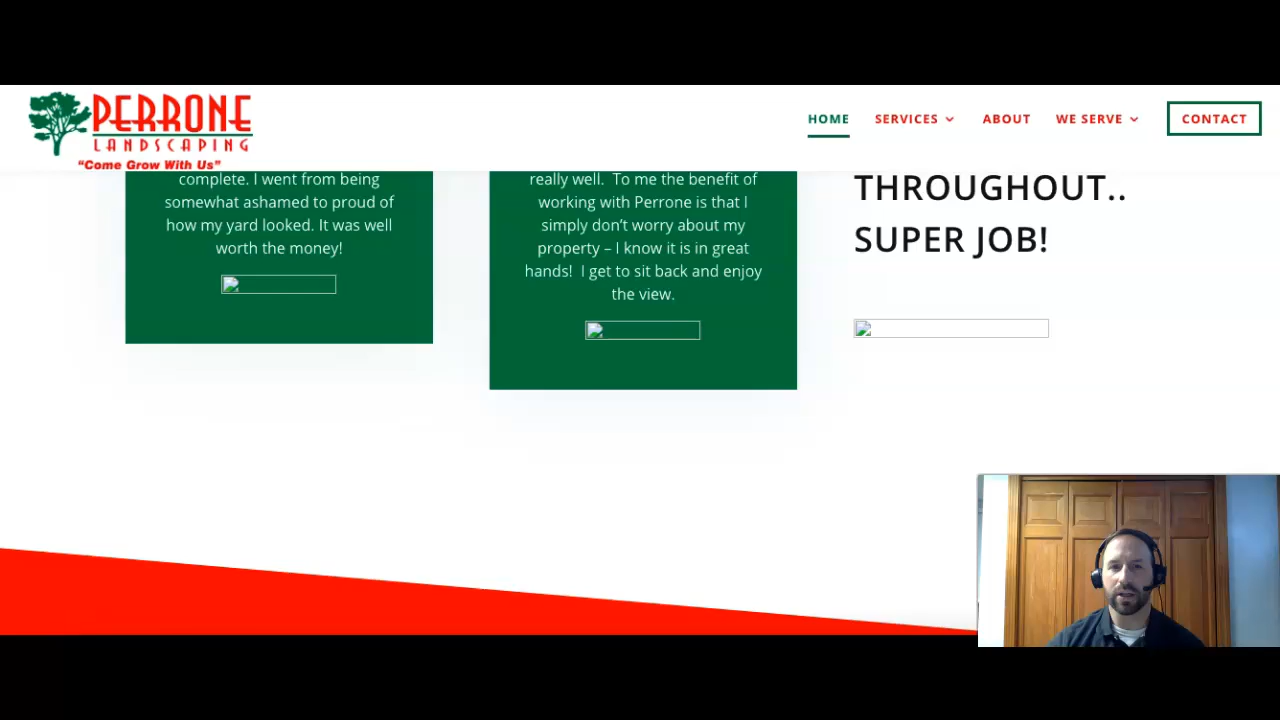 PERRONE
LANDSCAPING
"Come Grow With Us"
HOME
SERVICES
ABOUT
WE SERVE
CONTACT
complete. I went from being
somewhat ashamed to proud of
how my yard looked. It was well
worth the money!
really well.  To me the benefit of
working with Perrone is that I
simply don’t worry about my
property – I know it is in great
hands!  I get to sit back and enjoy
the view.
THROUGHOUT..
SUPER JOB!